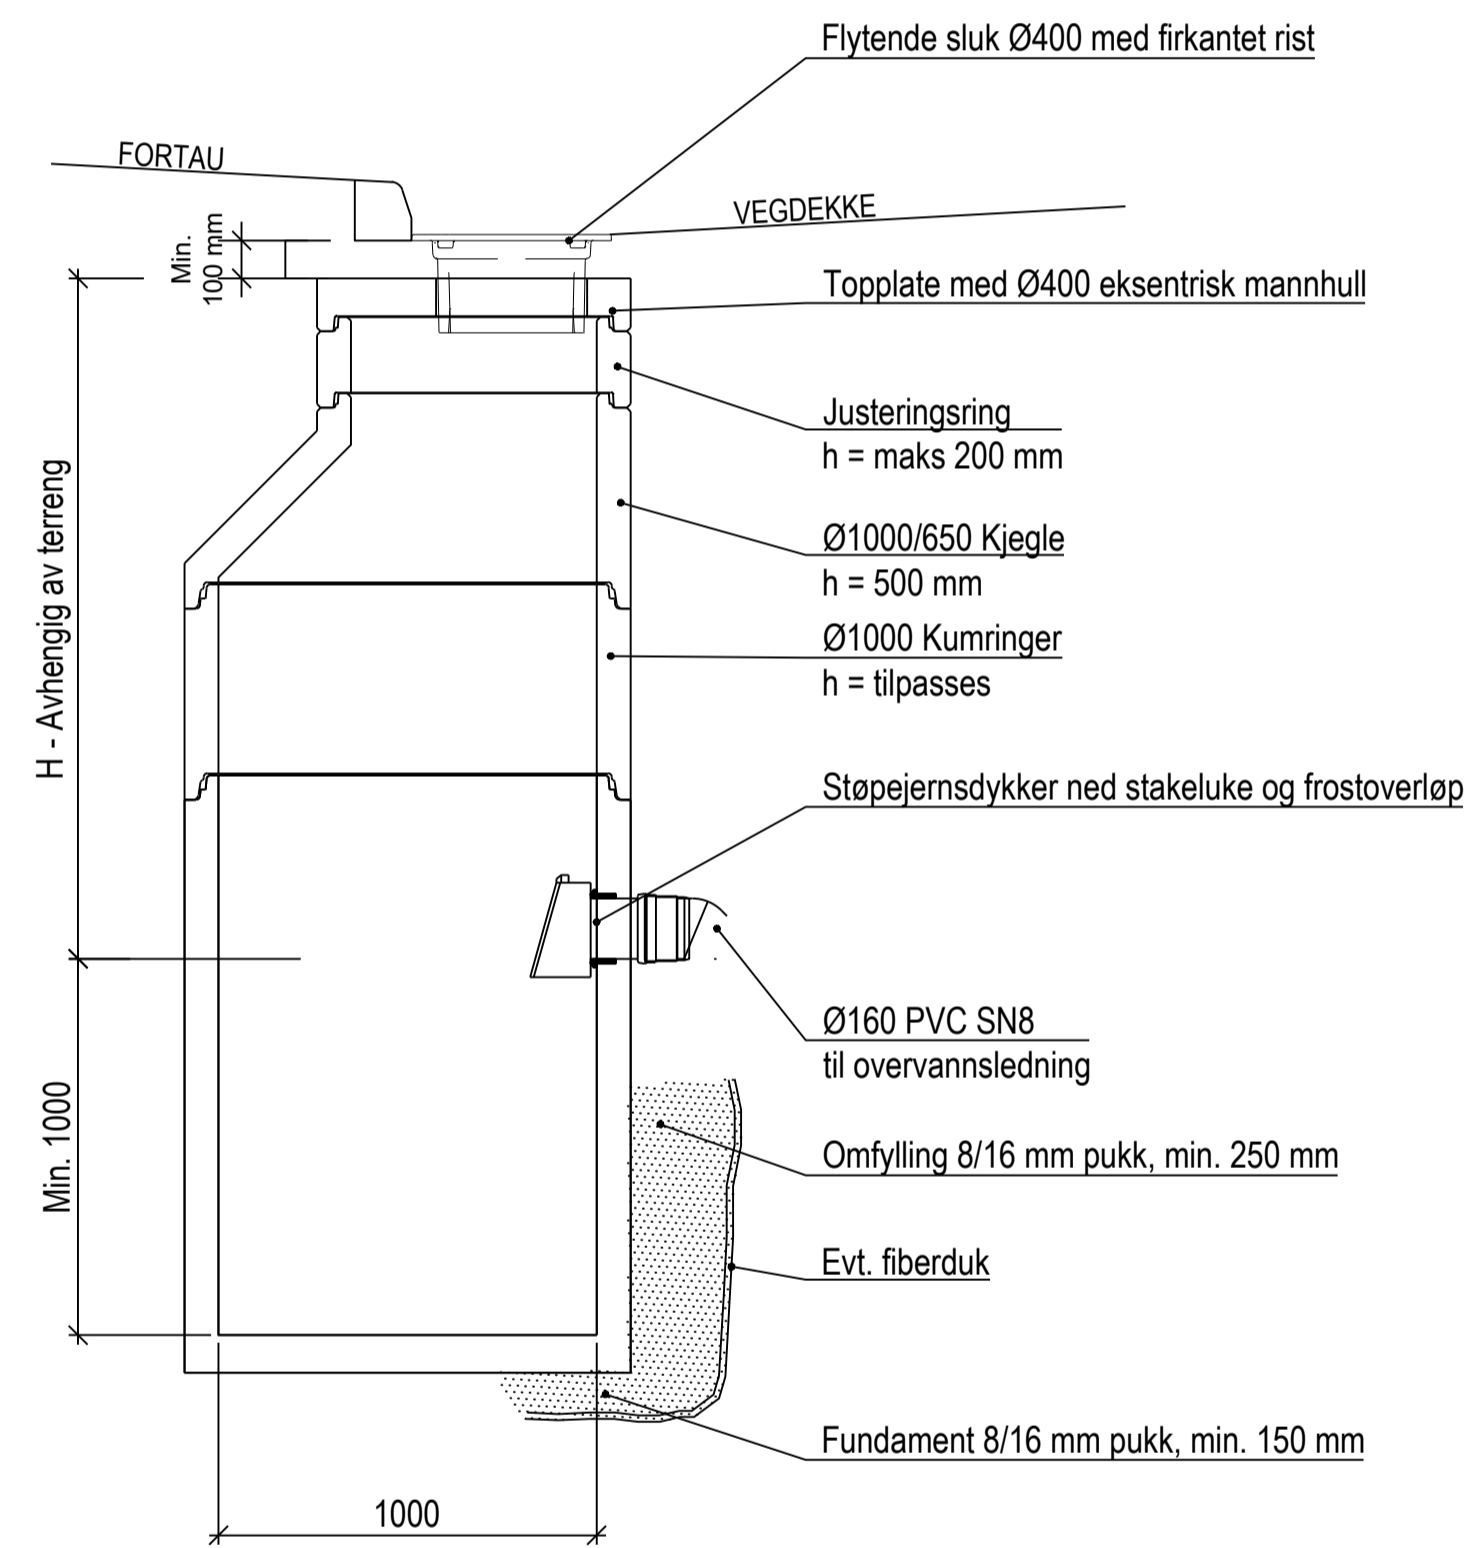 Flytende sluk Ø400 med firkantet rist
FORTAU
VEGDEKKE
Min.
100 mm
Topplate med Ø400 eksentrisk mannhull
Justeringsring
h = maks 200 mm
H - Avhengig av terreng
Ø1000/650 Kjegle
h = 500 mm
Ø1000 Kumringer
h = tilpasses
Støpejernsdykker ned stakeluke og frostoverløp
Ø160 PVC SN8
til overvannsledning
Min. 1000
Omfylling 8/16 mm pukk, min. 250 mm
Evt. fiberduk
Fundament 8/16 mm pukk, min. 150 mm
1000